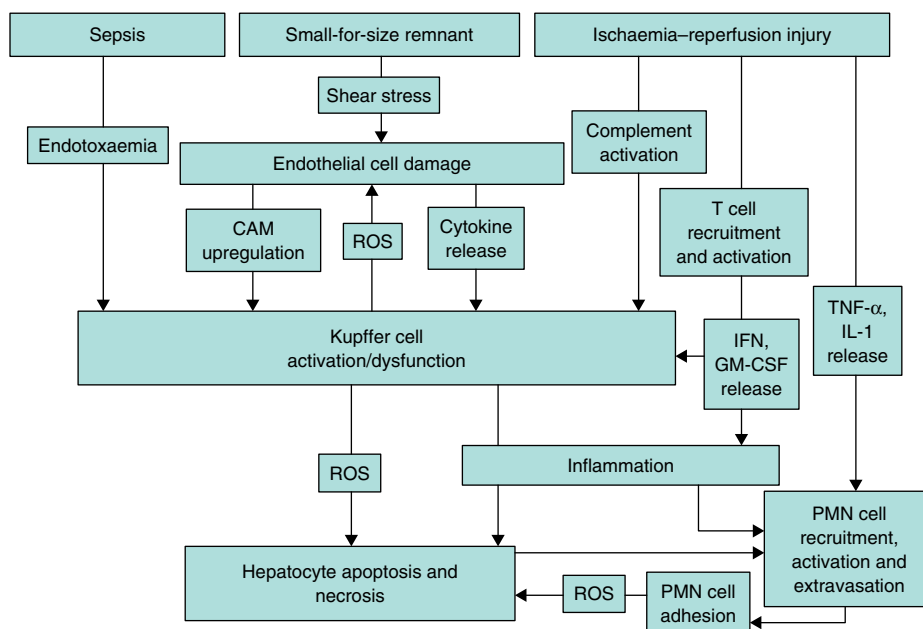 Sepsis
Small-for-size remnant
Ischaemia–reperfusion injury
Shear stress
Endotoxaemia
Complement
activation
Endothelial cell damage
CAM
upregulation
ROS
Cytokine
release
T cell
recruitment
and activation
TNF-α,
IL-1
release
Kupffer cell
activation/dysfunction
IFN,
GM-CSF
release
ROS
Inflammation
PMN cell
recruitment,
activation and
extravasation
Hepatocyte apoptosis and
necrosis
ROS
PMN cell
adhesion